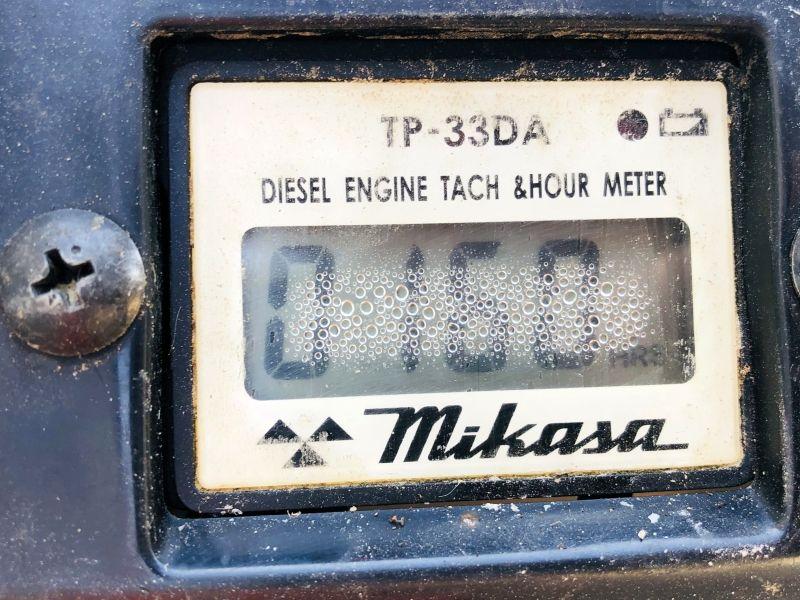 TP-33DA
DIESEL ENGINE TACH &HOUR METER
0160
HRS
Mikasa